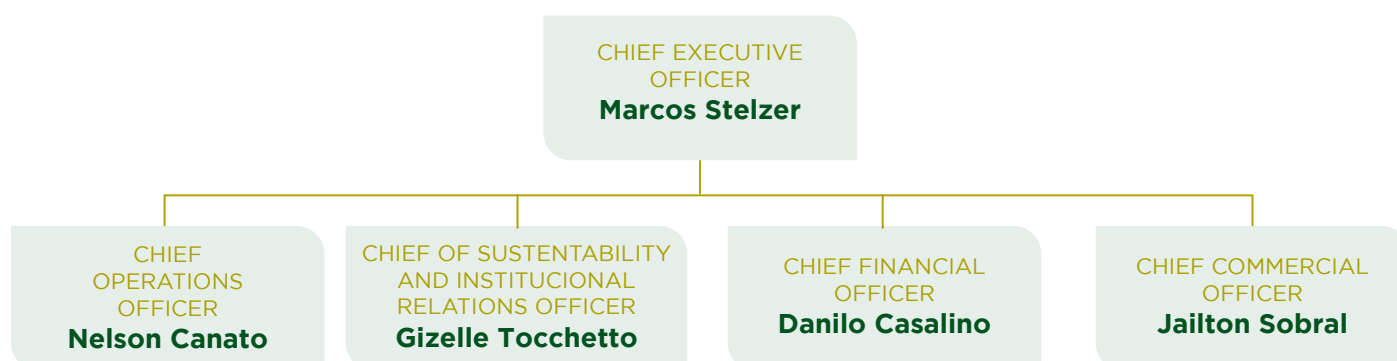 CHIEF EXECUTIVE
OFFICER
Marcos Stelzer
CHIEF
OPERATIONS
OFFICER
Nelson Canato
CHIEF OF SUSTENTABILITY
AND INSTITUCIONAL
RELATIONS OFFICER
Gizelle Tocchetto
CHIEF FINANCIAL
OFFICER
Danilo Casalino
CHIEF COMMERCIAL
OFFICER
Jailton Sobral